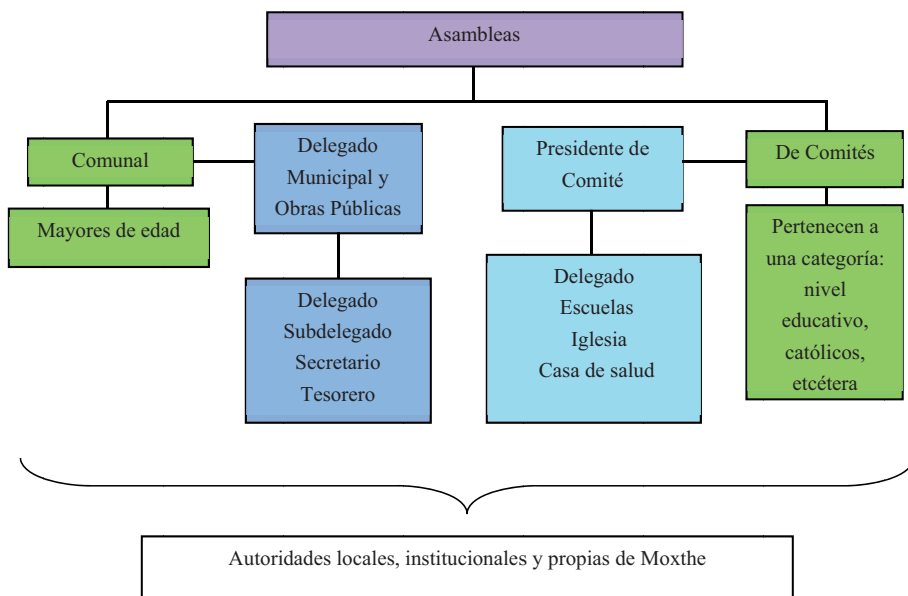 Asambleas
Comunal
Mayores de edad
Delegado
Municipal y
Obras Públicas
Delegado
Subdelegado
Secretario
Tesorero
Presidente de
Comité
Delegado
Escuelas
Iglesia
Casa de salud
De Comités
Pertenecen a
una categoría:
nivel
educativo,
católicos,
etcétera
Autoridades locales, institucionales y propias de Moxthe